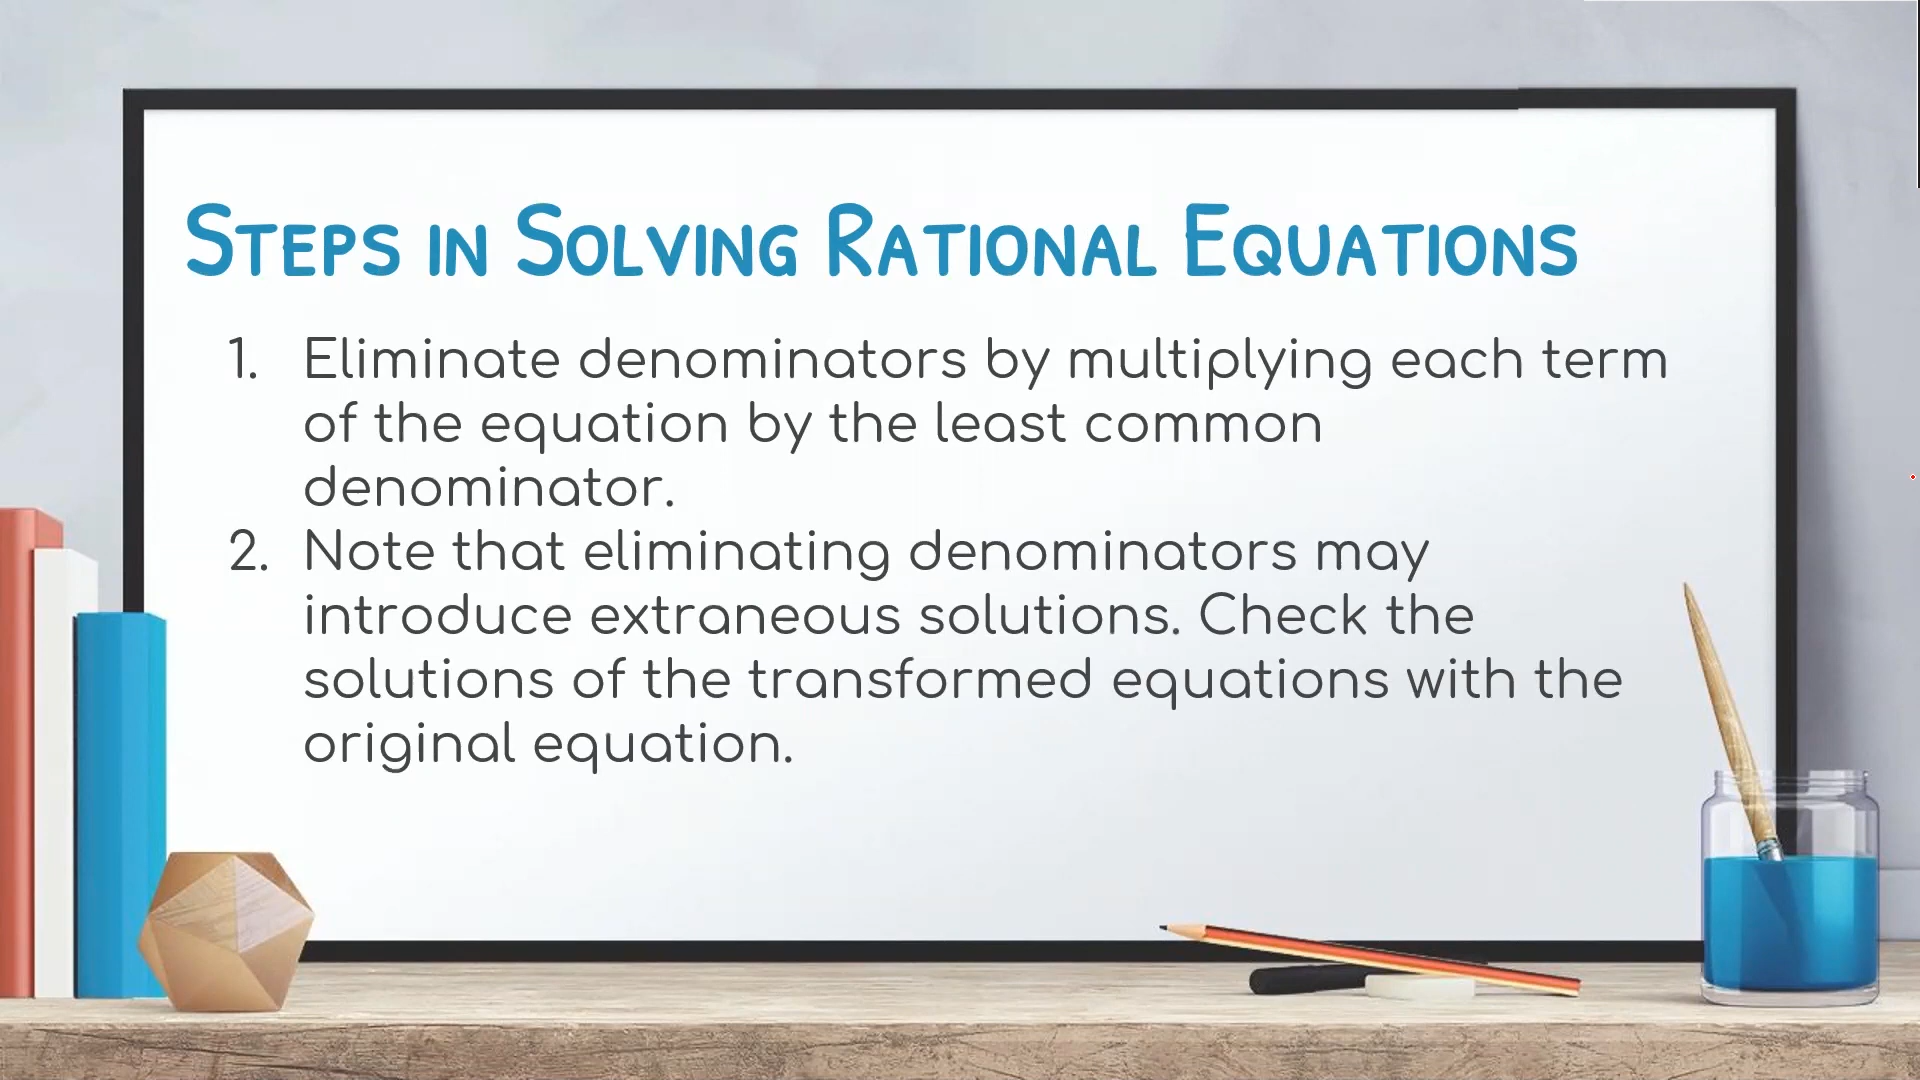 Steps in Solving Rational Equations
1. Eliminate denominators by multiplying each term
of the equation by the least common
denominator.
2. Note that eliminating denominators may
introduce extraneous solutions. Check the
solutions of the transformed equations with the
original equation.